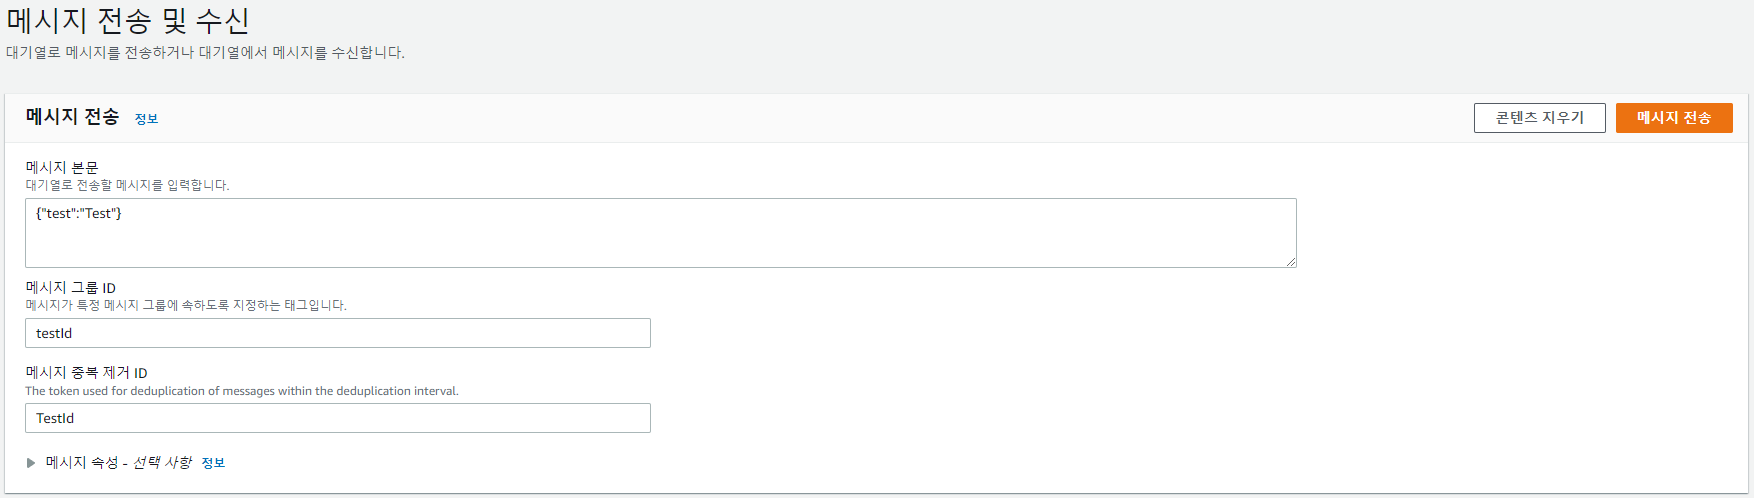 메시지 전송 및 수신
대기열로 메시지를 전송하거나 대기열에서 메시지를 수신합니다.
메시지 전송 정보 콘텐츠 지우기 메시지 전송
메시지 본문
대기열로 전송할 메시지를 입력합니다.
{"test":"Test"}
메시지 그룹 ID
메시지가 특정 메시지 그룹에 속하도록 지정하는 태그입니다.
testId
메시지 중복 제거 ID
The token used for deduplication of messages within the deduplication interval.
TestId
메시지 속성 - 선택 사항 정보